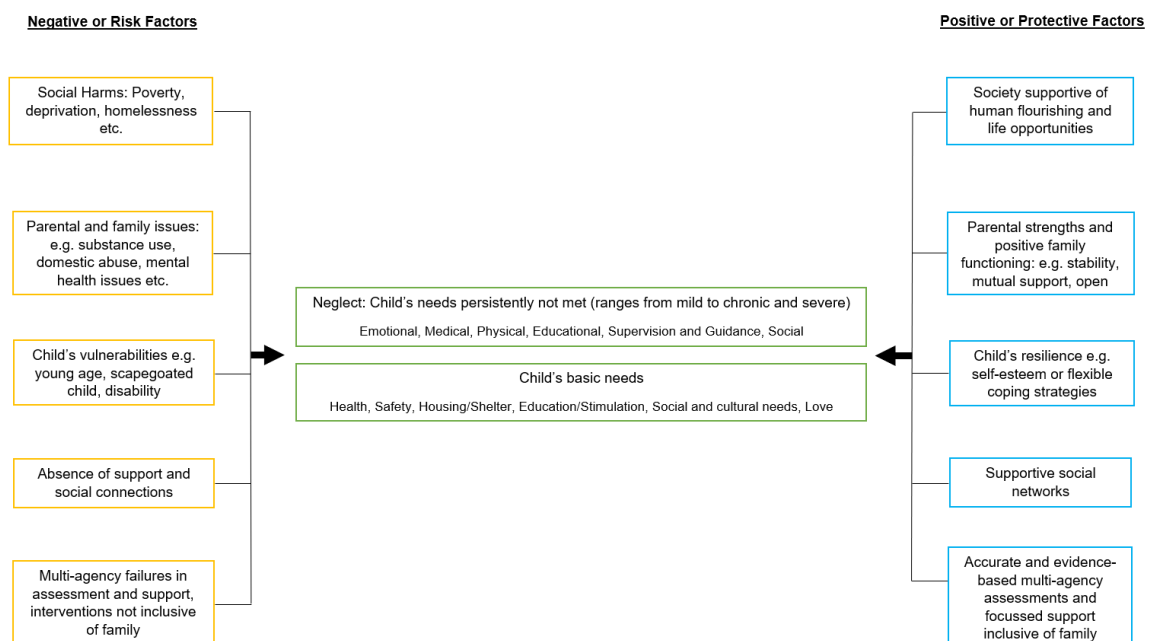 Negative or Risk Factors
Social Harms: Poverty,
deprivation, homelessness
etc.
Parental and family issues:
e.g. substance use,
domestic abuse, mental
health issues etc.
Child’s vulnerabilities e.g.
young age, scapegoated
child, disability
Absence of support and
social connections
Multi-agency failures in
assessment and support,
interventions not inclusive
of family
Neglect: Child’s needs persistently not met (ranges from mild to chronic and severe)
Emotional, Medical, Physical, Educational, Supervision and Guidance, Social
Child’s basic needs
Health, Safety, Housing/Shelter, Education/Stimulation, Social and cultural needs, Love
Positive or Protective Factors
Society supportive of
human flourishing and
life opportunities
Parental strengths and
positive family
functioning: e.g. stability,
mutual support, open
Child’s resilience e.g.
self-esteem or flexible
coping strategies
Supportive social
networks
Accurate and evidence-
based multi-agency
assessments and
focussed support
inclusive of family